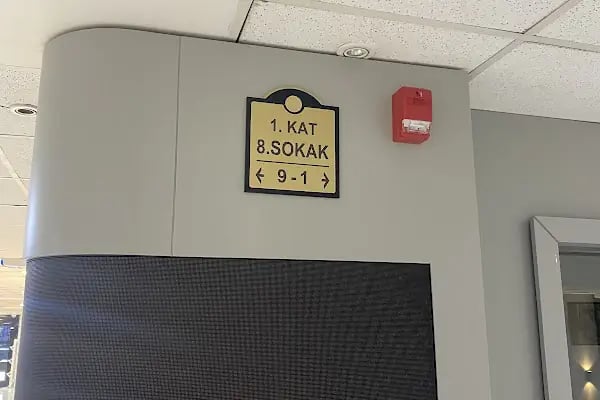 1. KAT
8.SOKAK
← 9 - 1 →